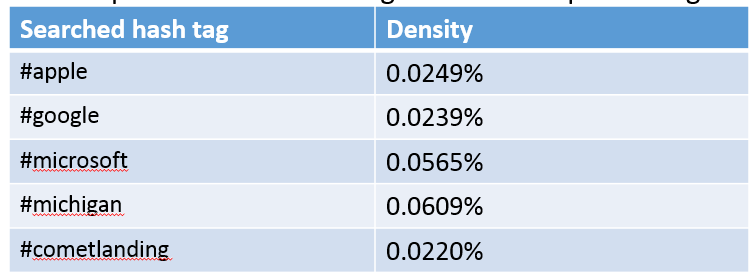 Searched hash tag Density
#apple 0.0249%
#google 0.0239%
#microsoft 0.0565%
#michigan 0.0609%
#cometlanding 0.0220%